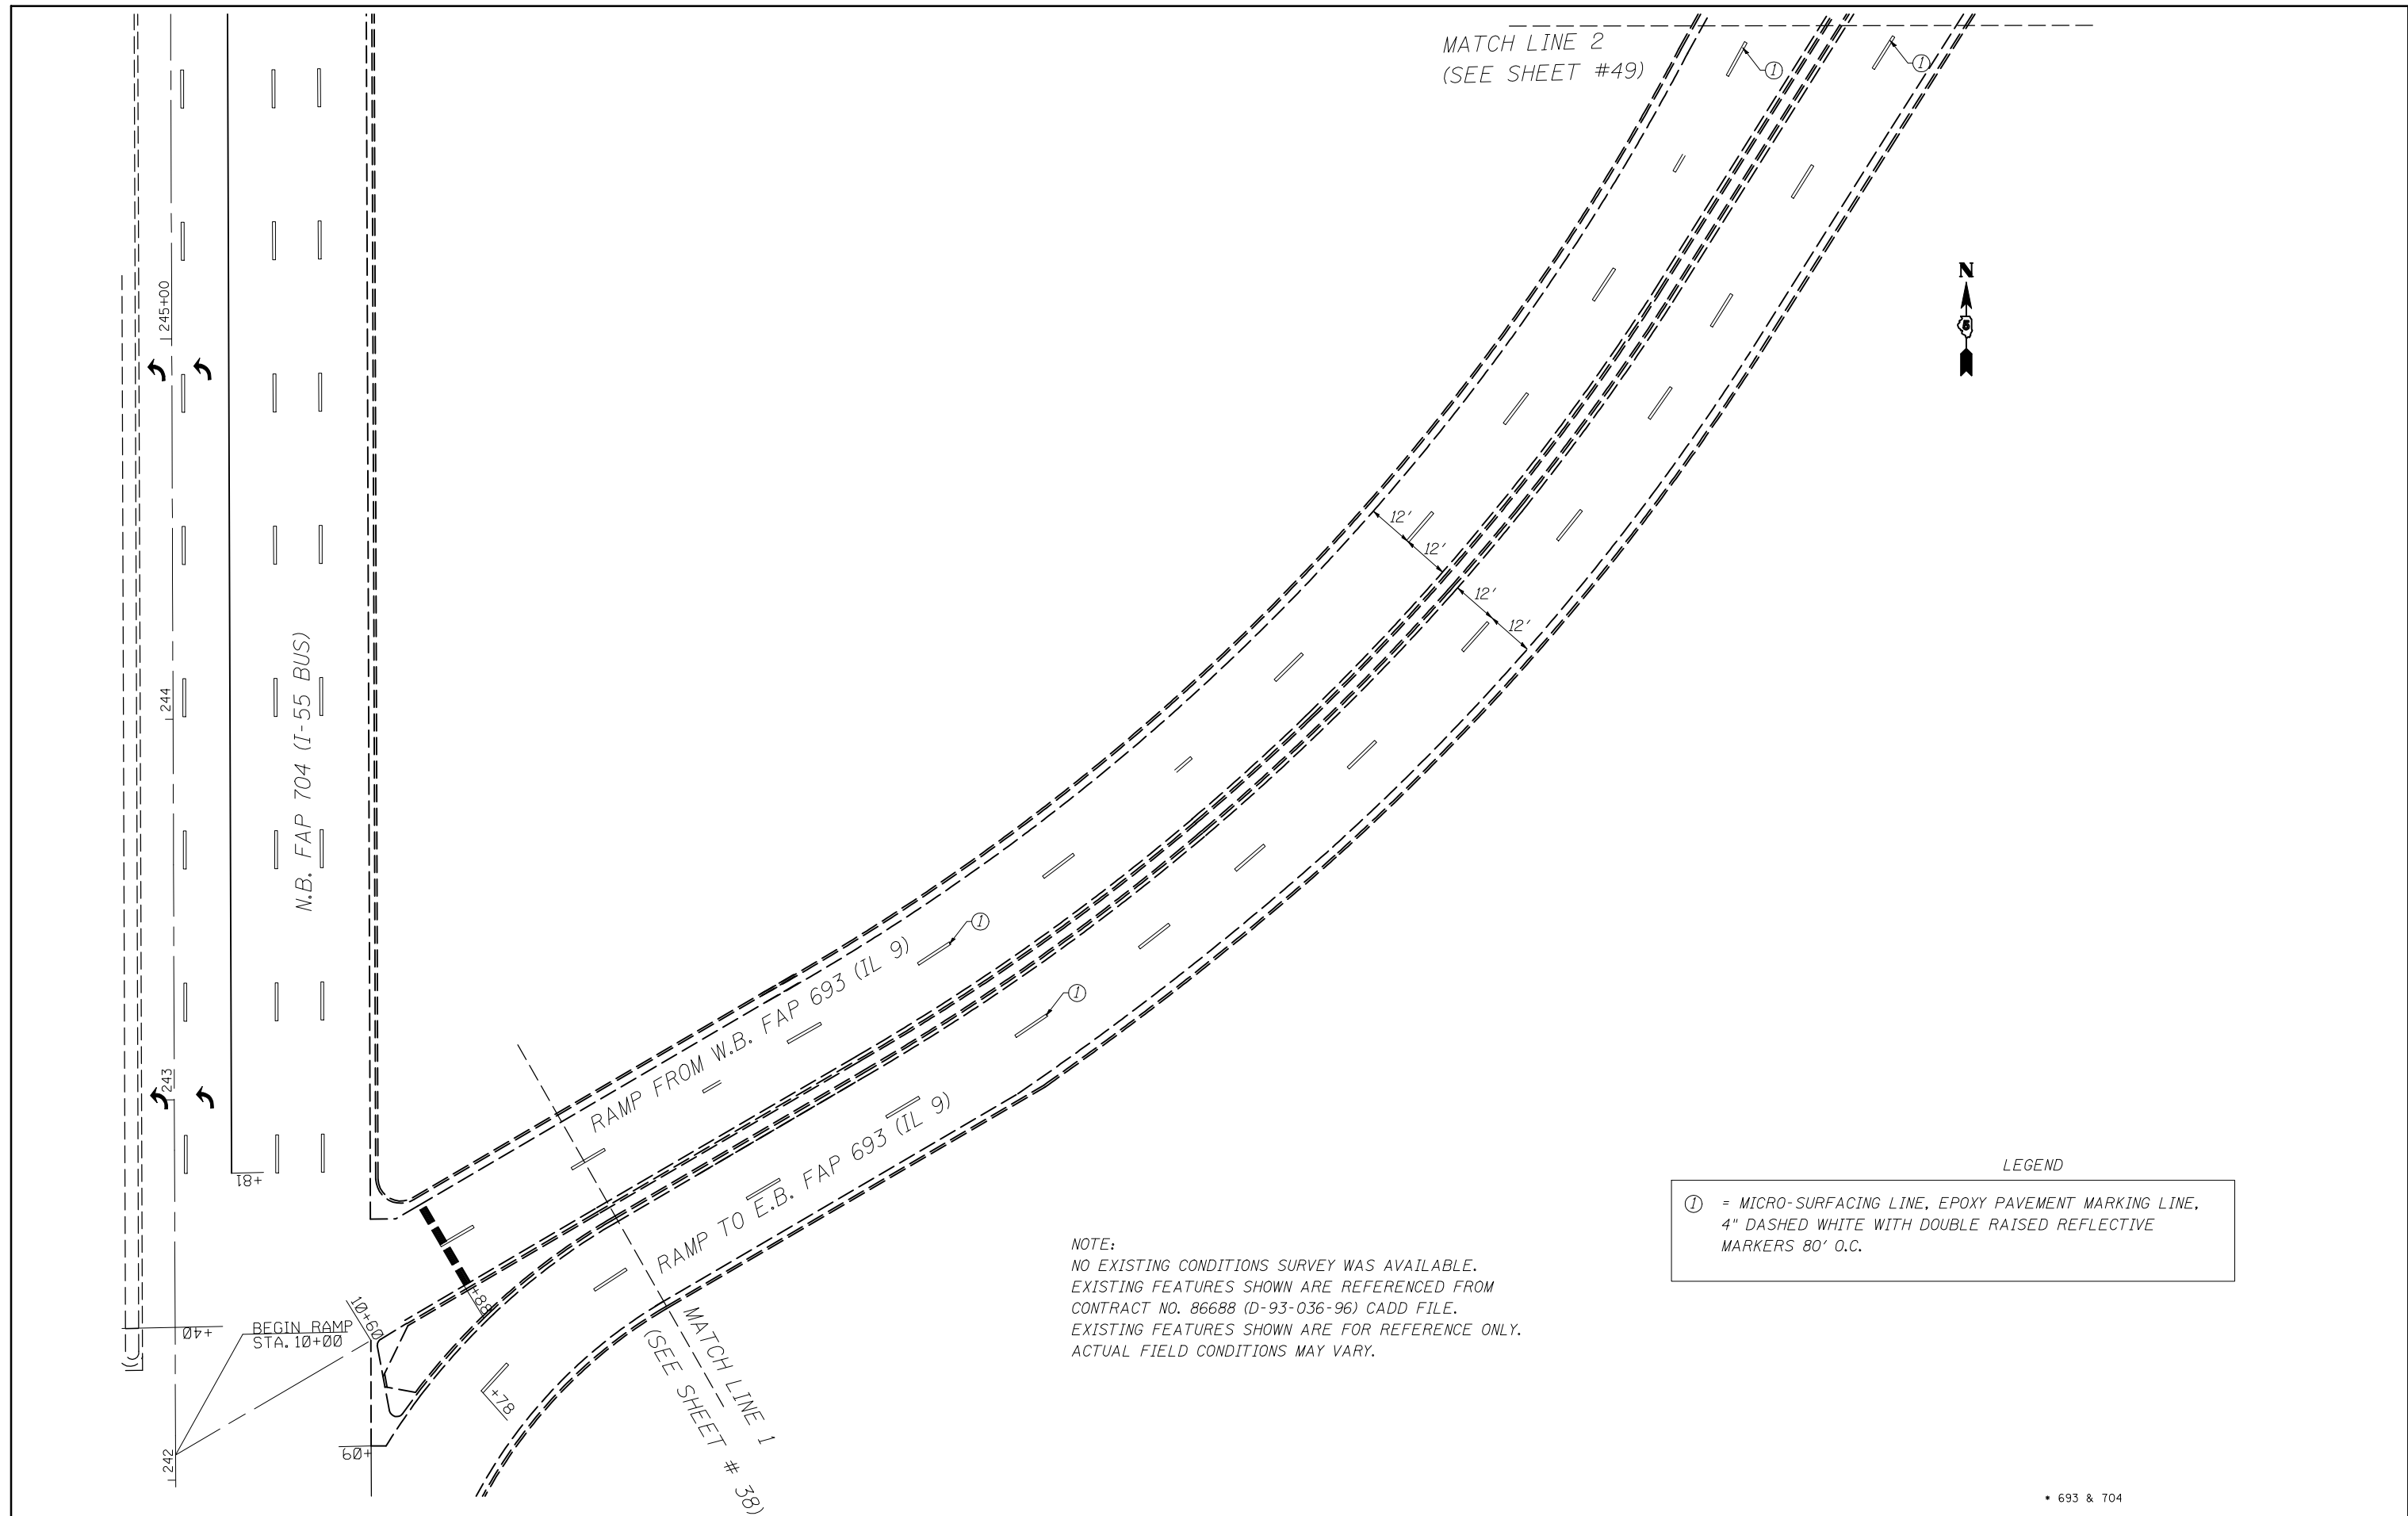 MATCH LINE 2
(SEE SHEET #49)
1
1
N
245+00
12'
12'
12'
12'
244
N.B. FAP 704 (I-55 BUS)
1
RAMP FROM W.B. FAP 693 (IL 9)
1
243
RAMP TO E.B. FAP 693 (IL 9)
+81
LEGEND
1 = MICRO-SURFACING LINE, EPOXY PAVEMENT MARKING LINE,
4" DASHED WHITE WITH DOUBLE RAISED REFLECTIVE
MARKERS 80' O.C.
NOTE:
NO EXISTING CONDITIONS SURVEY WAS AVAILABLE.
EXISTING FEATURES SHOWN ARE REFERENCED FROM
CONTRACT NO. 86688 (D-93-036-96) CADD FILE.
EXISTING FEATURES SHOWN ARE FOR REFERENCE ONLY.
ACTUAL FIELD CONDITIONS MAY VARY.
+88
10+60
+40
BEGIN RAMP
STA. 10+00
+78
MATCH LINE 1
(SEE SHEET # 38)
+09
242
* 693 & 704